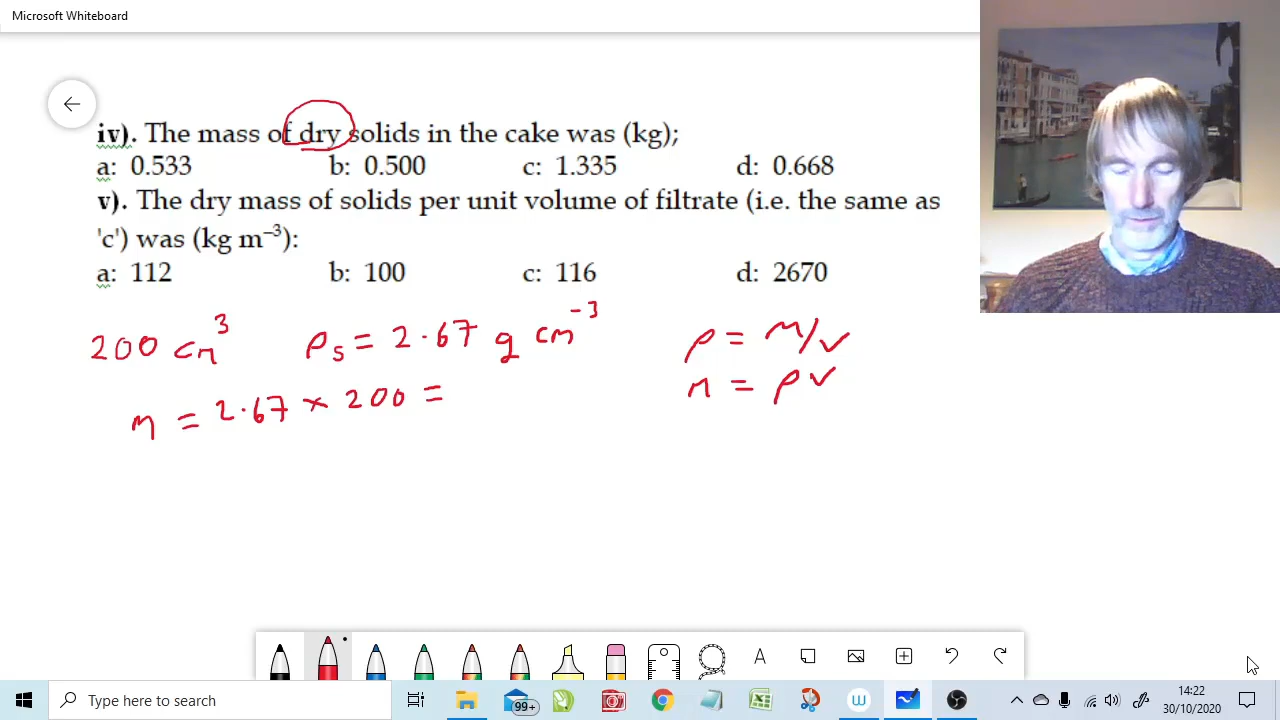 Microsoft Whiteboard
iv). The mass of dry solids in the cake was (kg);
a: 0.533 b: 0.500 c: 1.335 d: 0.668
v). The dry mass of solids per unit volume of filtrate (i.e. the same as
'c') was (kg m⁻³):
a: 112 b: 100 c: 116 d: 2670
200 cm³ ρs = 2.67 g cm⁻³ ρ = m/v
m = ρv
m = 2.67 × 200 =
A
Type here to search
99+
W
14:22
30/10/2020